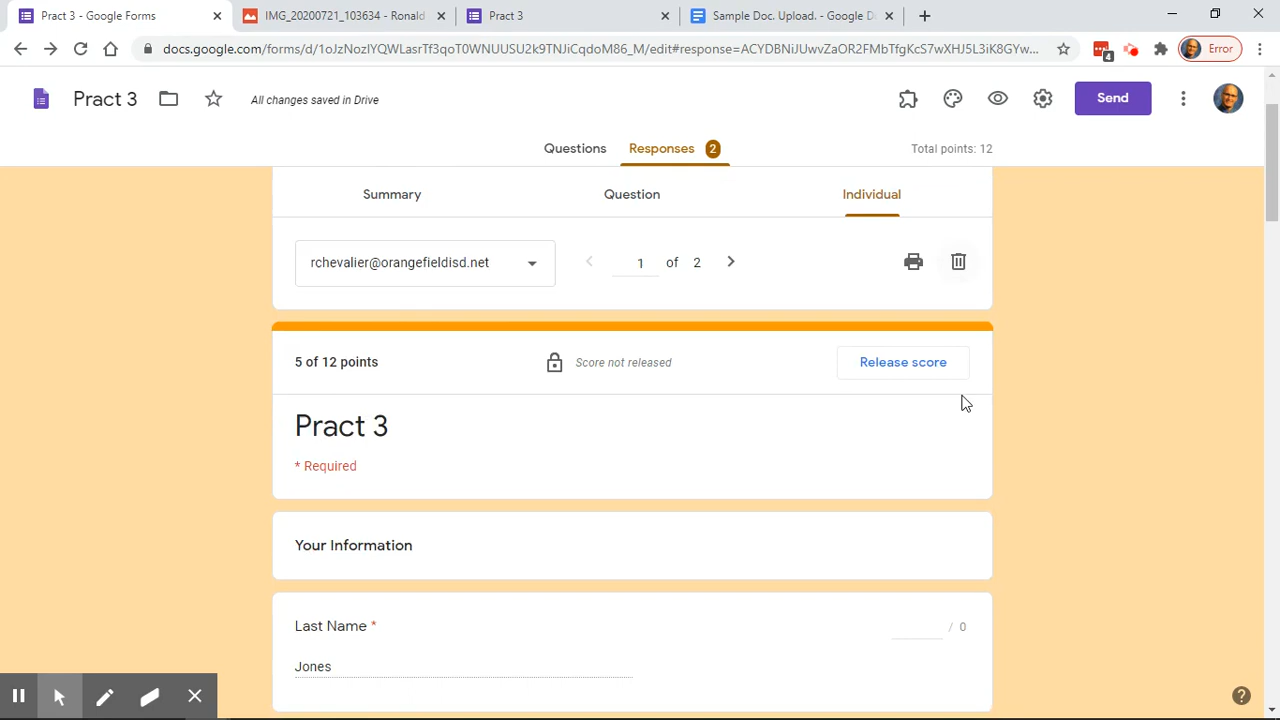 Pract 3 - Google Forms
IMG_20200721_103634 - Ronald
Pract 3
Sample Doc. Upload. - Google D
docs.google.com/forms/d/1oJzNozIYQWLasrTf3qoT0WNUUSU2k9TNJiCqdoM86_M/edit#response=ACYDBNiJUwvZaOR2FMbTfgKcS7wXHJ5L3iK8GYw...
4
Error
Pract 3
All changes saved in Drive
Send
Questions
Responses 2
Total points: 12
Summary
Question
Individual
rchevalier@orangefieldisd.net
1 of 2
5 of 12 points
Score not released
Release score
Pract 3
* Required
Your Information
Last Name *
/ 0
Jones